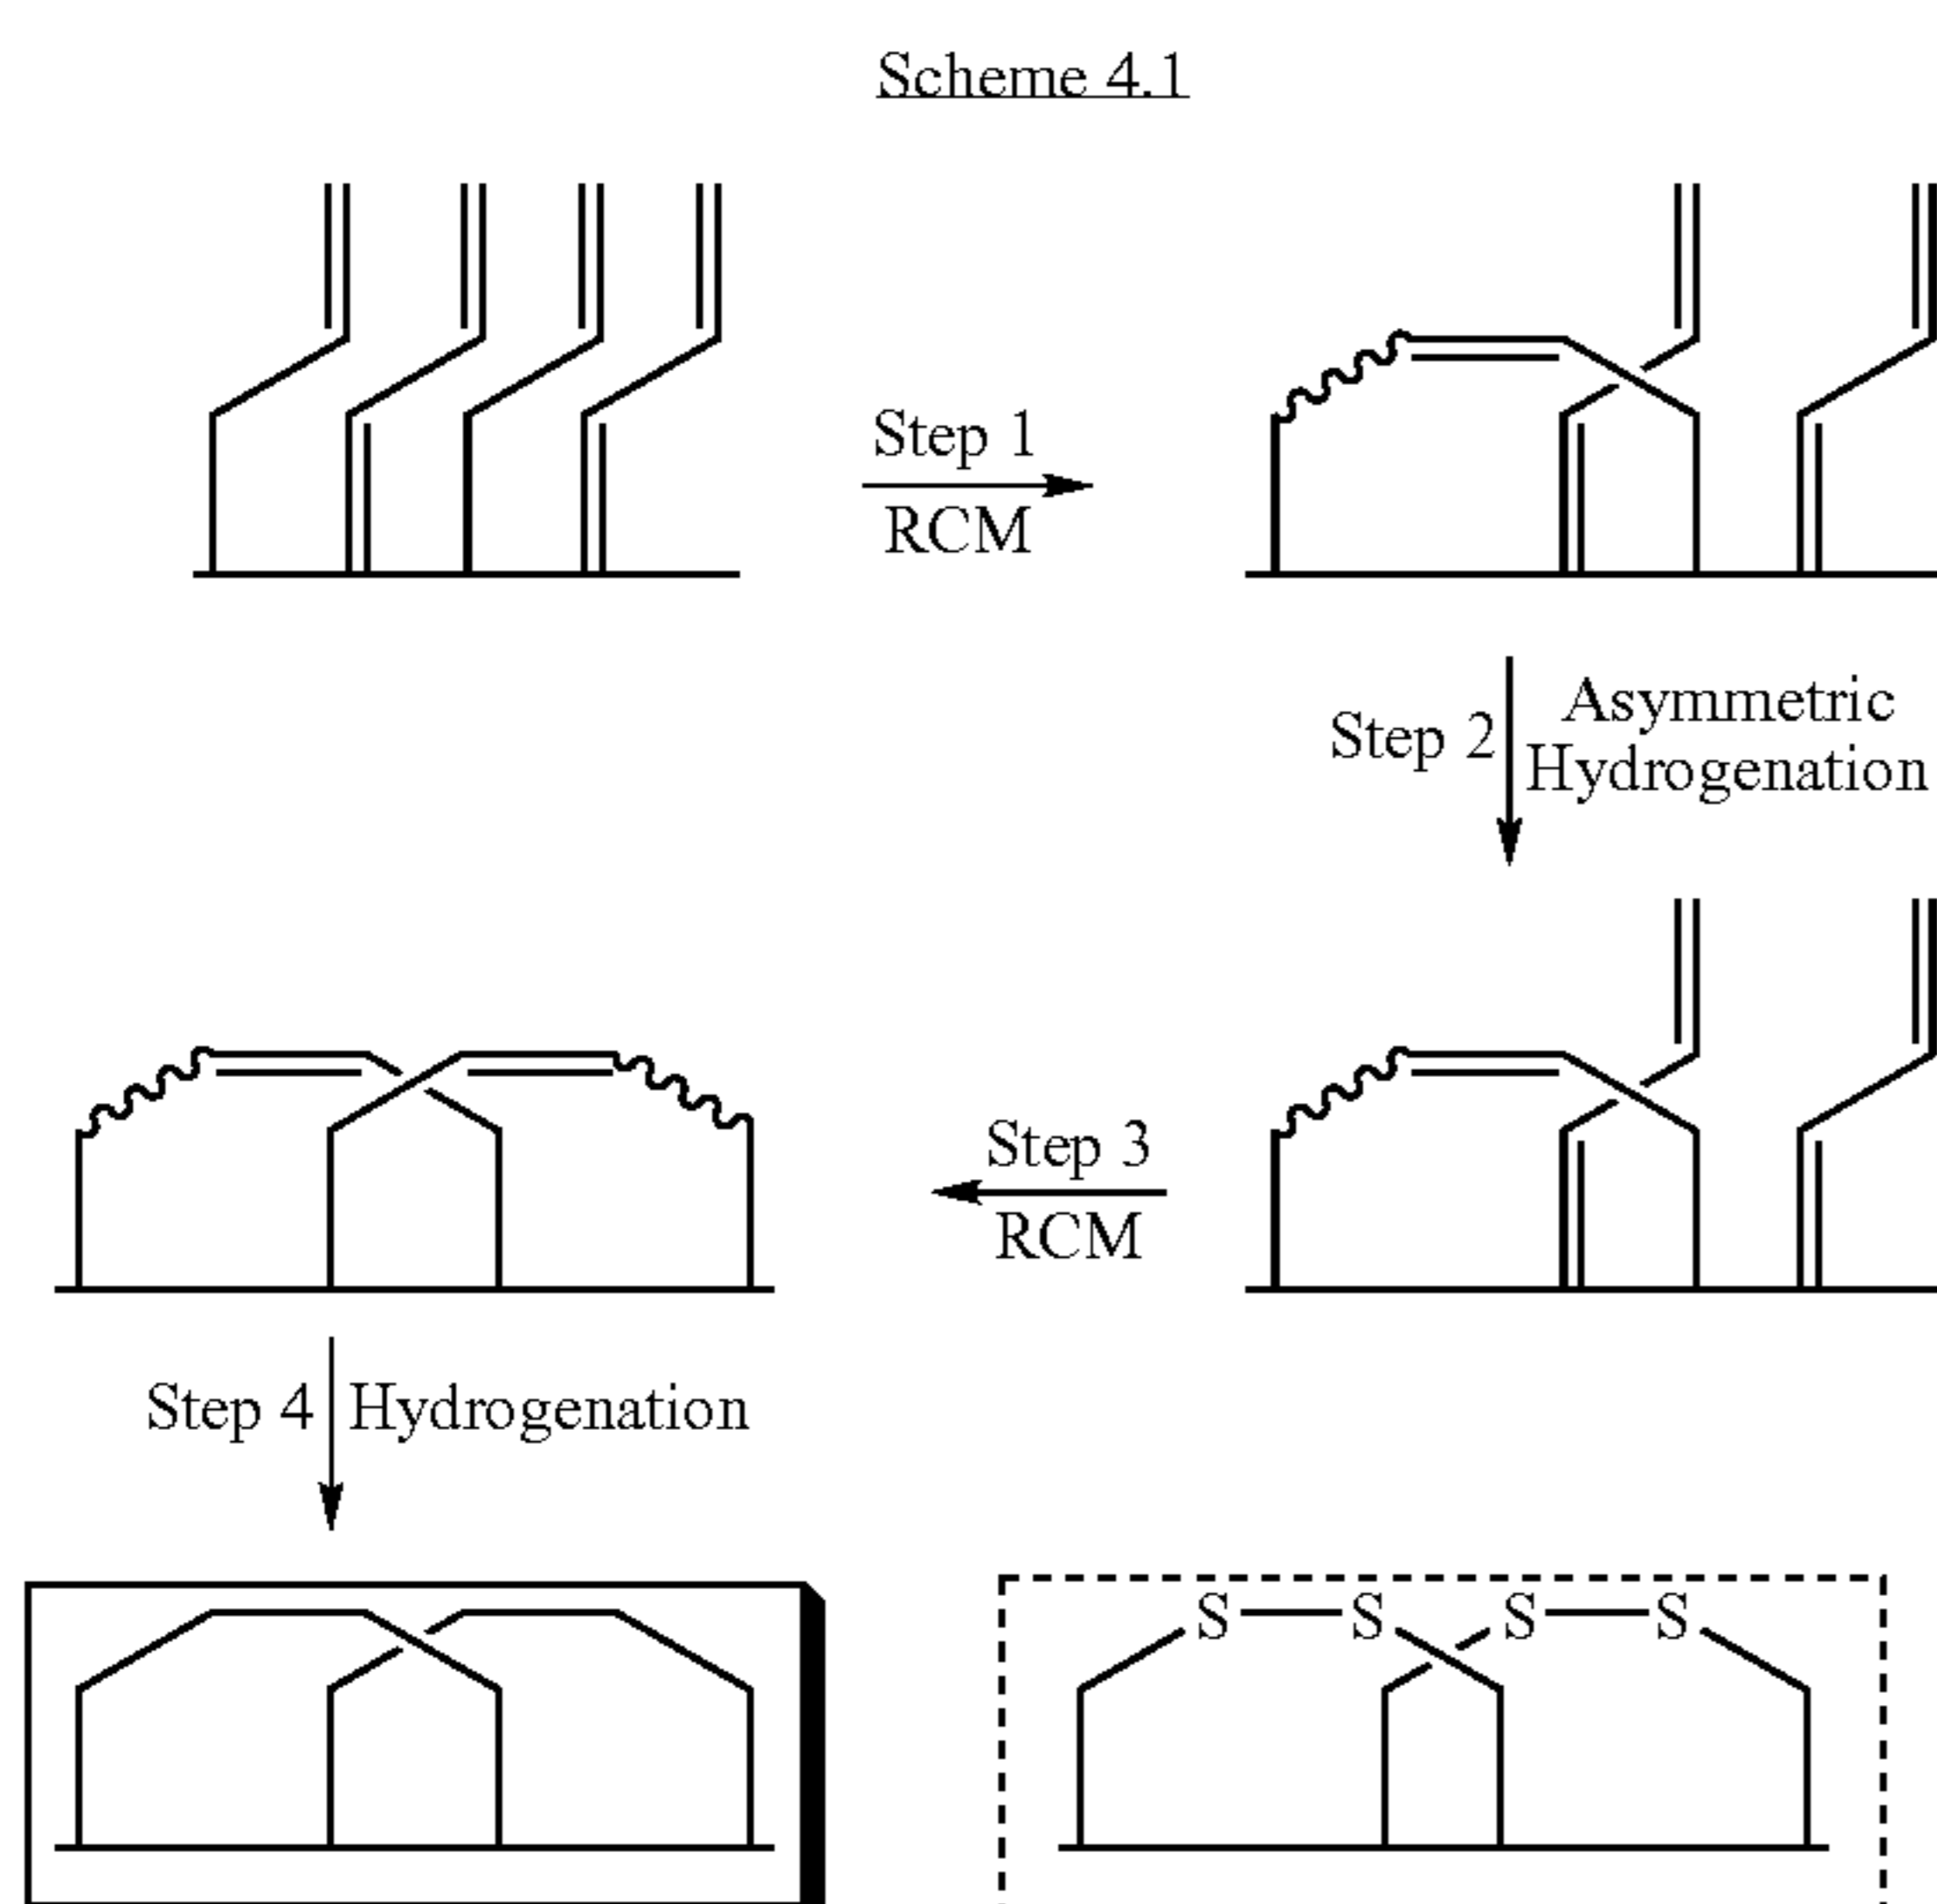 Scheme 4.1
Step 1
RCM
Step 2
Asymmetric
Hydrogenation
Step 3
RCM
Step 4
Hydrogenation
S S S S